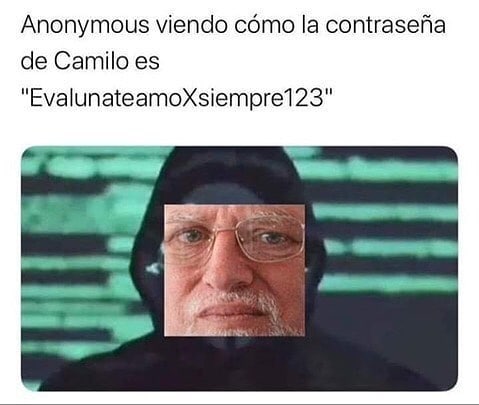 Anonymous viendo cómo la contraseña
de Camilo es
"EvalunateamoXsiempre123"